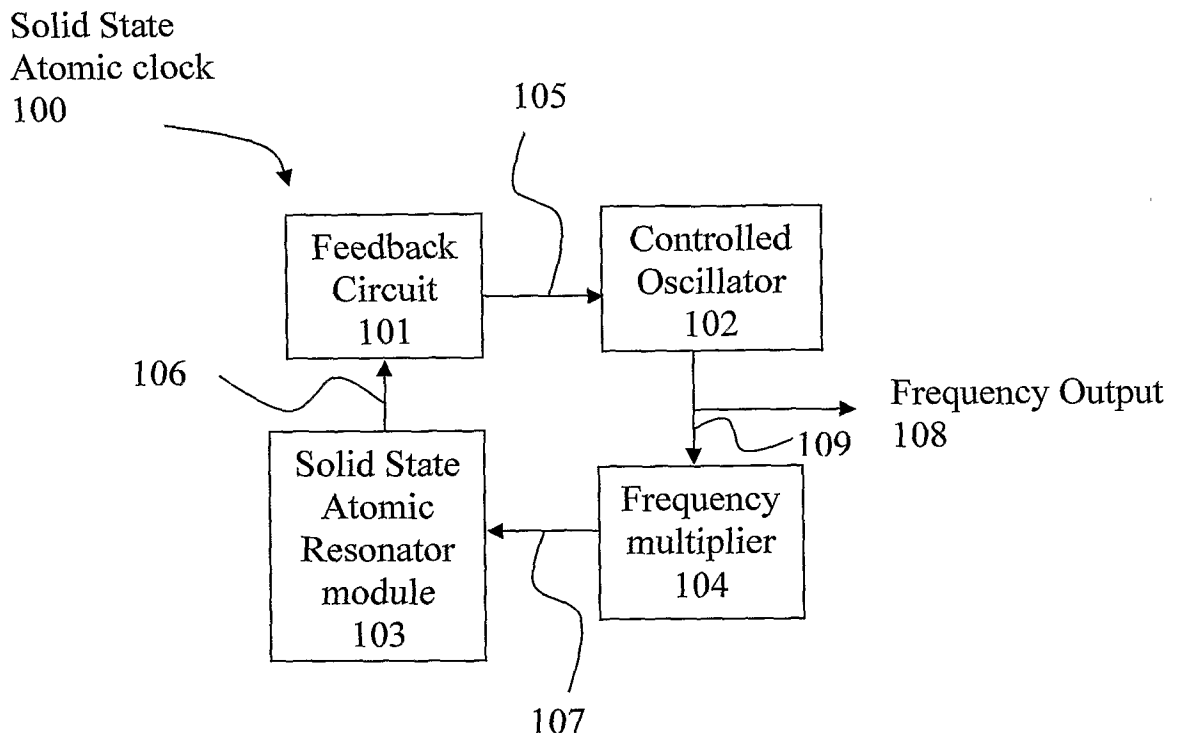 Solid State
Atomic clock
100
105
Feedback
Circuit
101
Controlled
Oscillator
102
106
Frequency Output
108
109
Solid State
Atomic
Resonator
module
103
Frequency
multiplier
104
107